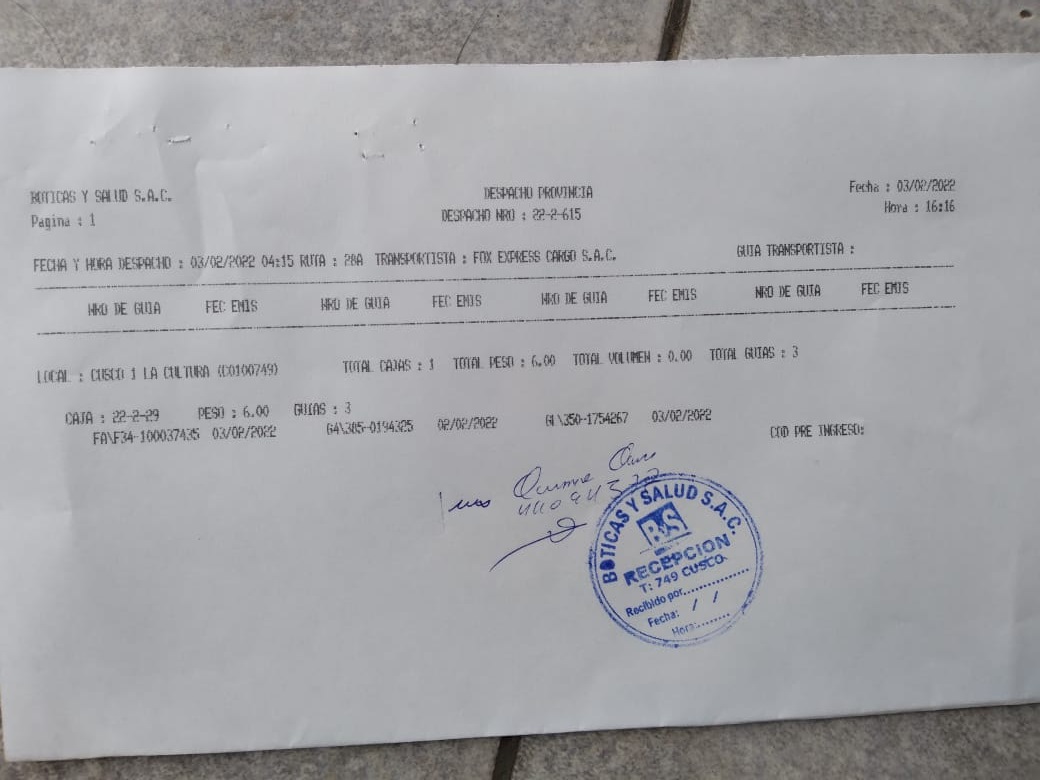 BOTICAS Y SALUD S.A.C. DESPACHO PROVINCIA Fecha : 03/02/2022
Pagina : 1 DESPACHO NRO : 22-2-615 Hora : 16:16
FECHA Y HORA DESPACHO : 03/02/2022 04:15 RUTA : 28A TRANSPORTISTA : FOX EXPRESS CARGO S.A.C. GUIA TRANSPORTISTA :
NRO DE GUIA FEC EMIS NRO DE GUIA FEC EMIS NRO DE GUIA FEC EMIS NRO DE GUIA FEC EMIS
LOCAL : CUSCO 1 LA CULTURA (C0100749) TOTAL CAJAS : 1 TOTAL PESO : 6.00 TOTAL VOLUMEN : 0.00 TOTAL GUIAS : 3
CAJA : 22-2-29 PESO : 6.00 GUIAS : 3
FA\F34-100037435 03/02/2022 G4\385-0194325 02/02/2022 G1\350-1754267 03/02/2022 COD PRE INGRESO:
BOTICAS Y SALUD S.A.C.
BYS
RECEPCION
T: 749 CUSCO
Recibido por..............
Fecha: / /
Hora:........